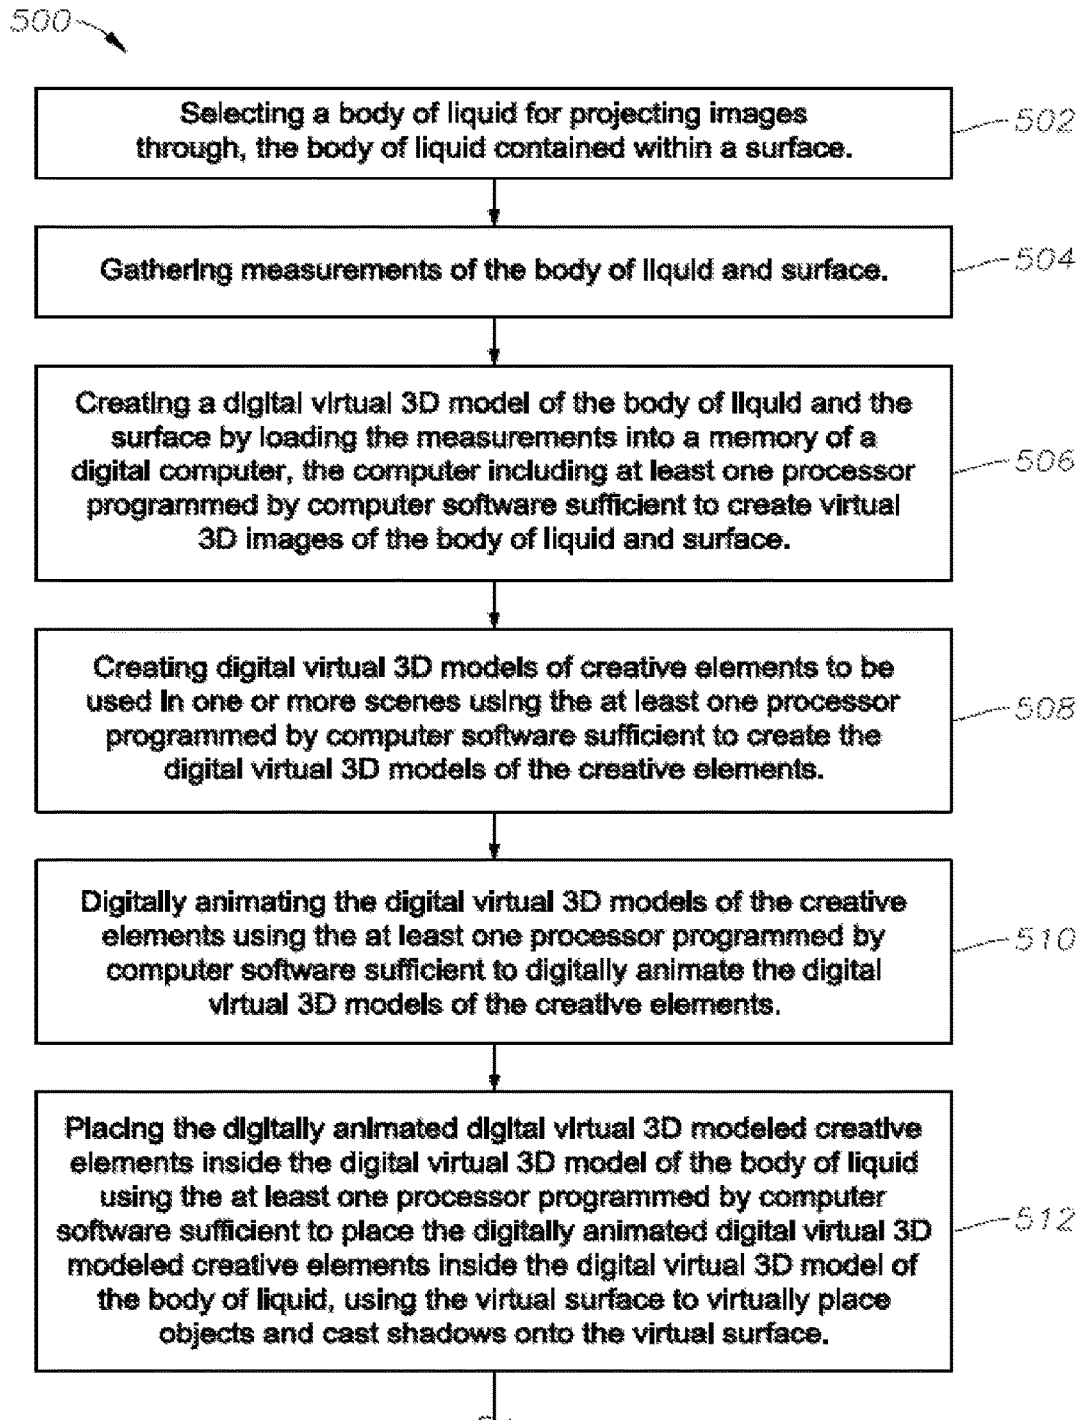 500
Selecting a body of liquid for projecting images
through, the body of liquid contained within a surface.
502
Gathering measurements of the body of liquid and surface.
504
Creating a digital virtual 3D model of the body of liquid and the
surface by loading the measurements into a memory of a
digital computer, the computer including at least one processor
programmed by computer software sufficient to create virtual
3D images of the body of liquid and surface.
506
Creating digital virtual 3D models of creative elements to be
used in one or more scenes using the at least one processor
programmed by computer software sufficient to create the
digital virtual 3D models of the creative elements.
508
Digitally animating the digital virtual 3D models of the creative
elements using the at least one processor programmed by
computer software sufficient to digitally animate the digital
virtual 3D models of the creative elements.
510
Placing the digitally animated digital virtual 3D modeled creative
elements inside the digital virtual 3D model of the body of liquid
using the at least one processor programmed by computer
software sufficient to place the digitally animated digital virtual 3D
modeled creative elements inside the digital virtual 3D model of
the body of liquid, using the virtual surface to virtually place
objects and cast shadows onto the virtual surface.
512